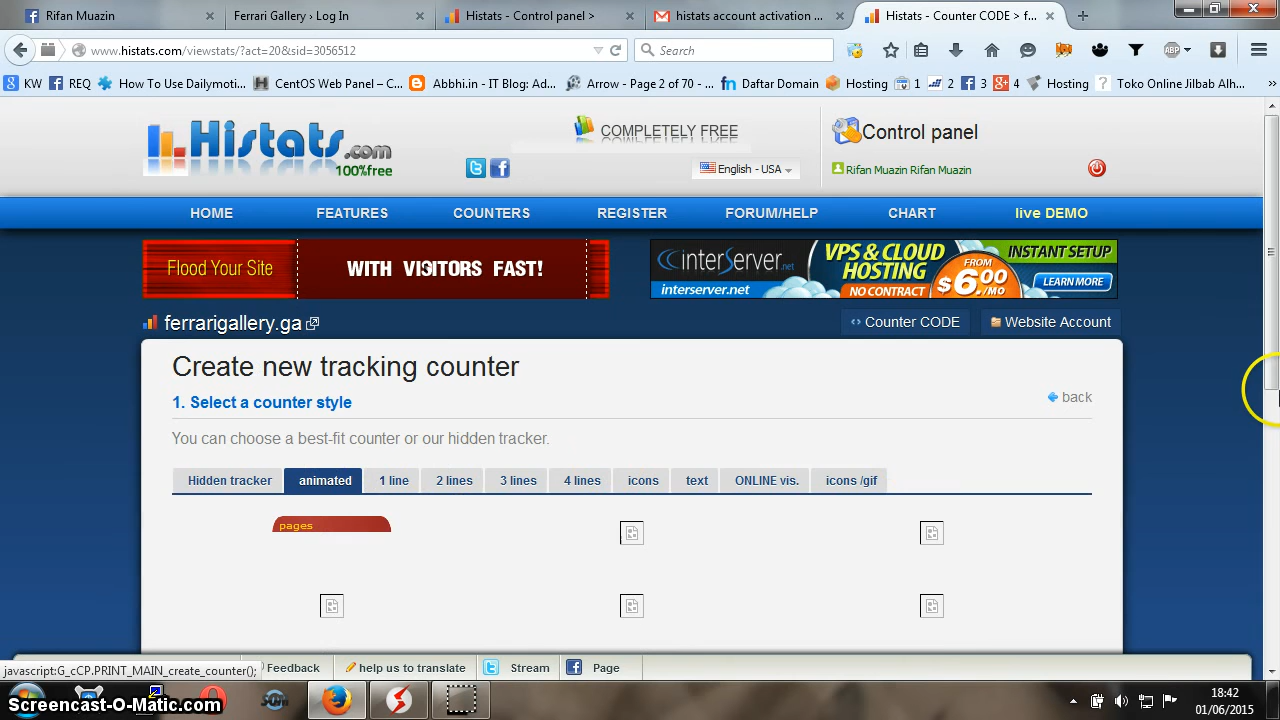 Rifan Muazin
Ferrari Gallery › Log In
Histats - Control panel >
histats account activation ...
Histats - Counter CODE > f...
www.histats.com/viewstats/?act=20&sid=3056512
Search
ABP
KW
REQ
How To Use Dailymoti...
CentOS Web Panel – C...
Abbhi.in - IT Blog: Ad...
Arrow - Page 2 of 70 - ...
Daftar Domain
Hosting
1
2
3
4
Hosting
Toko Online Jilbab Alh...
Histats.com
100%free
COMPLETELY FREE
English - USA
Control panel
Rifan Muazin Rifan Muazin
HOME
FEATURES
COUNTERS
REGISTER
FORUM/HELP
CHART
live DEMO
Flood Your Site
WITH VISITORS FAST!
interServer.net
interserver.net
VPS & CLOUD
HOSTING
NO CONTRACT
FROM
$6.00/MO
INSTANT SETUP
LEARN MORE
ferrarigallery.ga
Counter CODE
Website Account
Create new tracking counter
1. Select a counter style
back
You can choose a best-fit counter or our hidden tracker.
Hidden tracker
animated
1 line
2 lines
3 lines
4 lines
icons
text
ONLINE vis.
icons /gif
pages
javascript:G_cCP.PRINT_MAIN_create_counter();
Feedback
help us to translate
Stream
Page
Screencast-O-Matic.com
18:42
01/06/2015